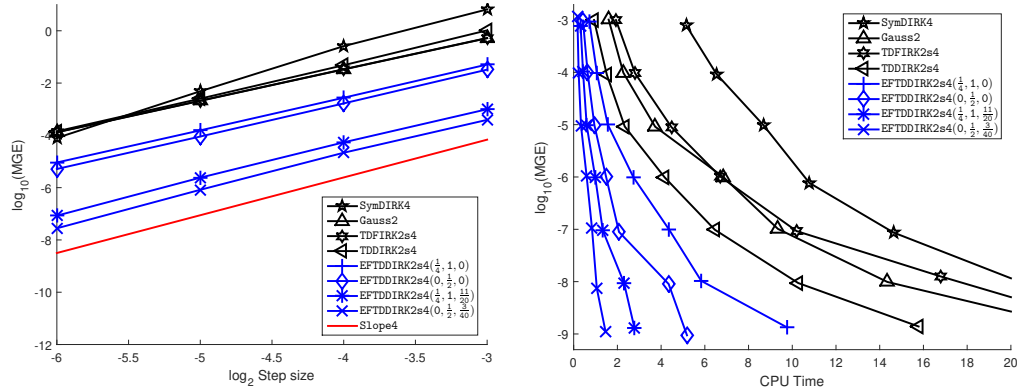 0
-2
-4
-6
-8
-10
-12
-6
-5.5
-5
-4.5
-4
-3.5
-3
log10(MGE)
log2 Step size
SymDIRK4
Gauss2
TDFIRK2s4
TDDIRK2s4
EFTDDIRK2s4(1/4, 1, 0)
EFTDDIRK2s4(0, 1/2, 0)
EFTDDIRK2s4(1/4, 1, 11/20)
EFTDDIRK2s4(0, 1/2, 3/40)
Slope4
-3
-4
-5
-6
-7
-8
-9
0
2
4
6
8
10
12
14
16
18
20
log10(MGE)
CPU Time
SymDIRK4
Gauss2
TDFIRK2s4
TDDIRK2s4
EFTDDIRK2s4(1/4, 1, 0)
EFTDDIRK2s4(0, 1/2, 0)
EFTDDIRK2s4(1/4, 1, 11/20)
EFTDDIRK2s4(0, 1/2, 3/40)